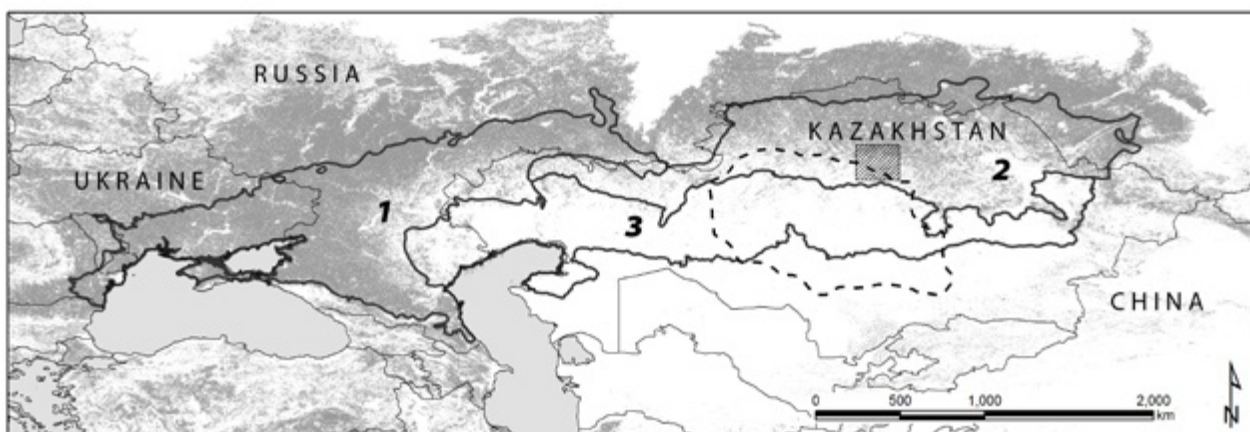 RUSSIA
KAZAKHSTAN
UKRAINE
1
2
3
CHINA
0 500 1,000 2,000
km
N